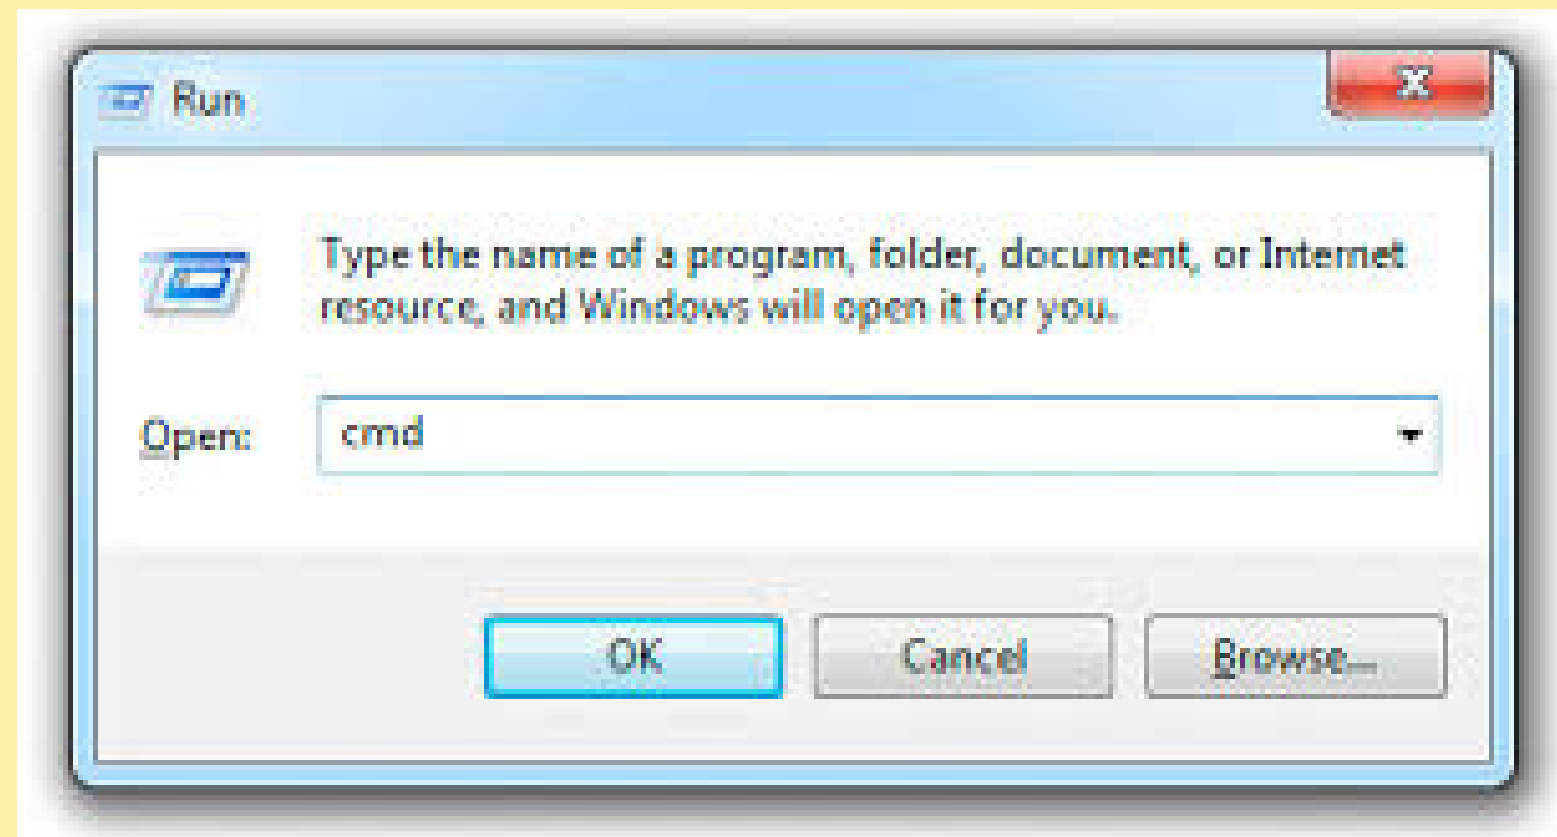 Run
Type the name of a program, folder, document, or Internet
resource, and Windows will open it for you.
Open: cmd
OK Cancel Browse...